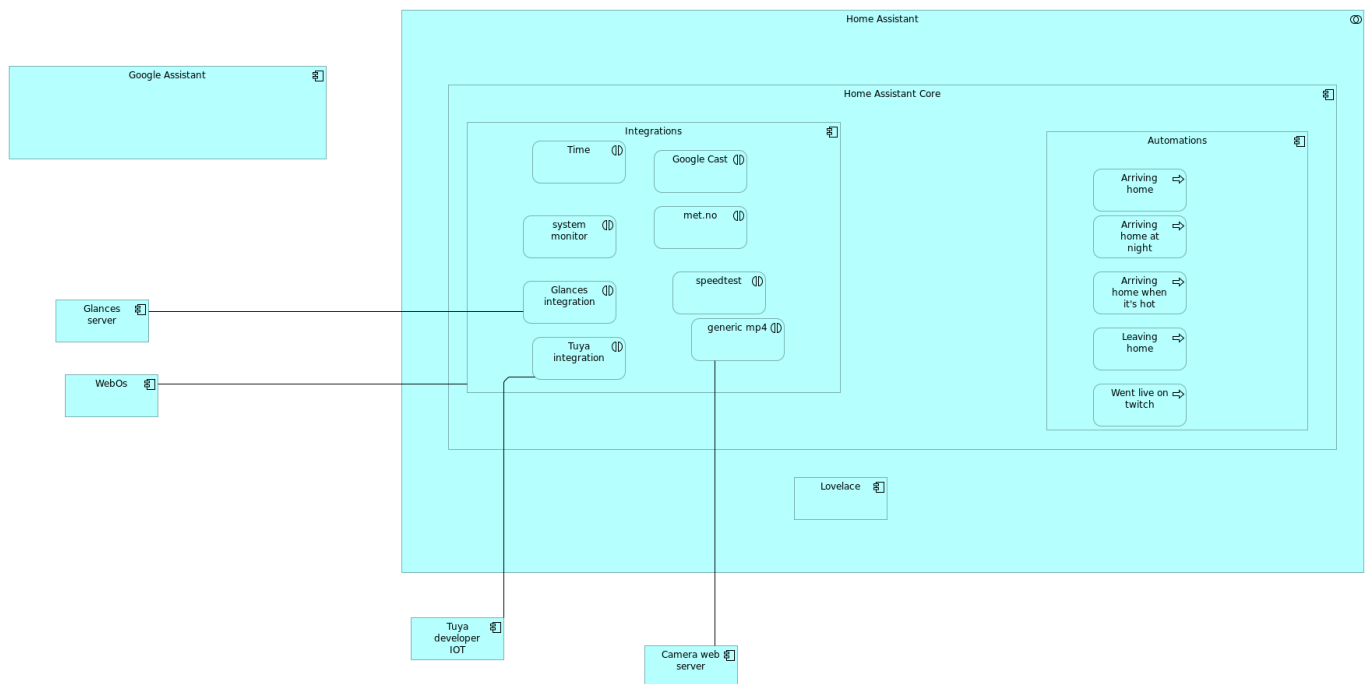 Home Assistant
Google Assistant
Home Assistant Core
Integrations
Automations
Time
Google Cast
Arriving
home
met.no
system
monitor
Arriving
home at
night
speedtest
Glances
integration
Arriving
home when
it's hot
Glances
server
generic mp4
Tuya
integration
Leaving
home
WebOs
Went live on
twitch
Lovelace
Tuya
developer
IOT
Camera web
server